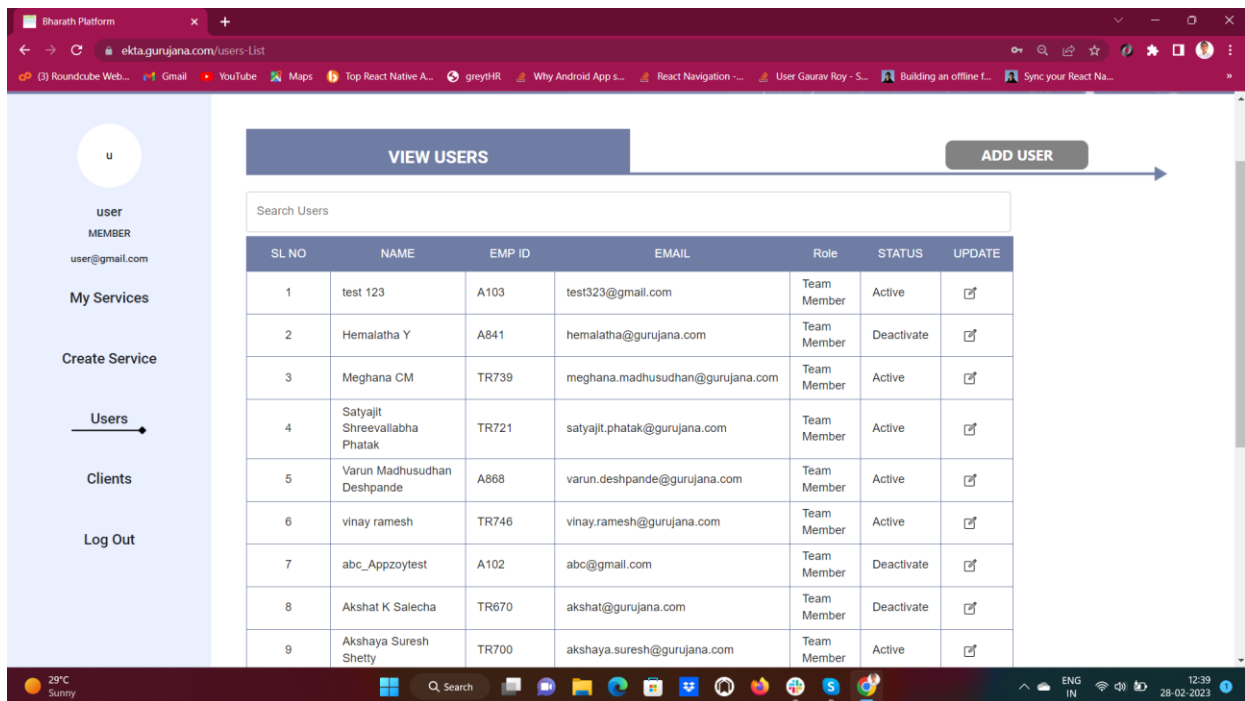 Bharath Platform
ekta.gurujana.com/users-List
(3) Roundcube Web... Gmail YouTube Maps Top React Native A... greytHR Why Android App s... React Navigation -... User Gaurav Roy - S... Building an offline f... Sync your React Na... »
u
user
MEMBER
user@gmail.com
My Services
Create Service
Users
Clients
Log Out
VIEW USERS
ADD USER
Search Users
SL NO NAME EMP ID EMAIL Role STATUS UPDATE
1 test 123 A103 test323@gmail.com Team Member Active
2 Hemalatha Y A841 hemalatha@gurujana.com Team Member Deactivate
3 Meghana CM TR739 meghana.madhusudhan@gurujana.com Team Member Active
4 Satyajit Shreevallabha Phatak TR721 satyajit.phatak@gurujana.com Team Member Active
5 Varun Madhusudhan Deshpande A868 varun.deshpande@gurujana.com Team Member Active
6 vinay ramesh TR746 vinay.ramesh@gurujana.com Team Member Active
7 abc_Appzoytest A102 abc@gmail.com Team Member Deactivate
8 Akshat K Salecha TR670 akshat@gurujana.com Team Member Deactivate
9 Akshaya Suresh Shetty TR700 akshaya.suresh@gurujana.com Team Member Active
29°C
Sunny
Search
ENG
IN
12:39
28-02-2023
1